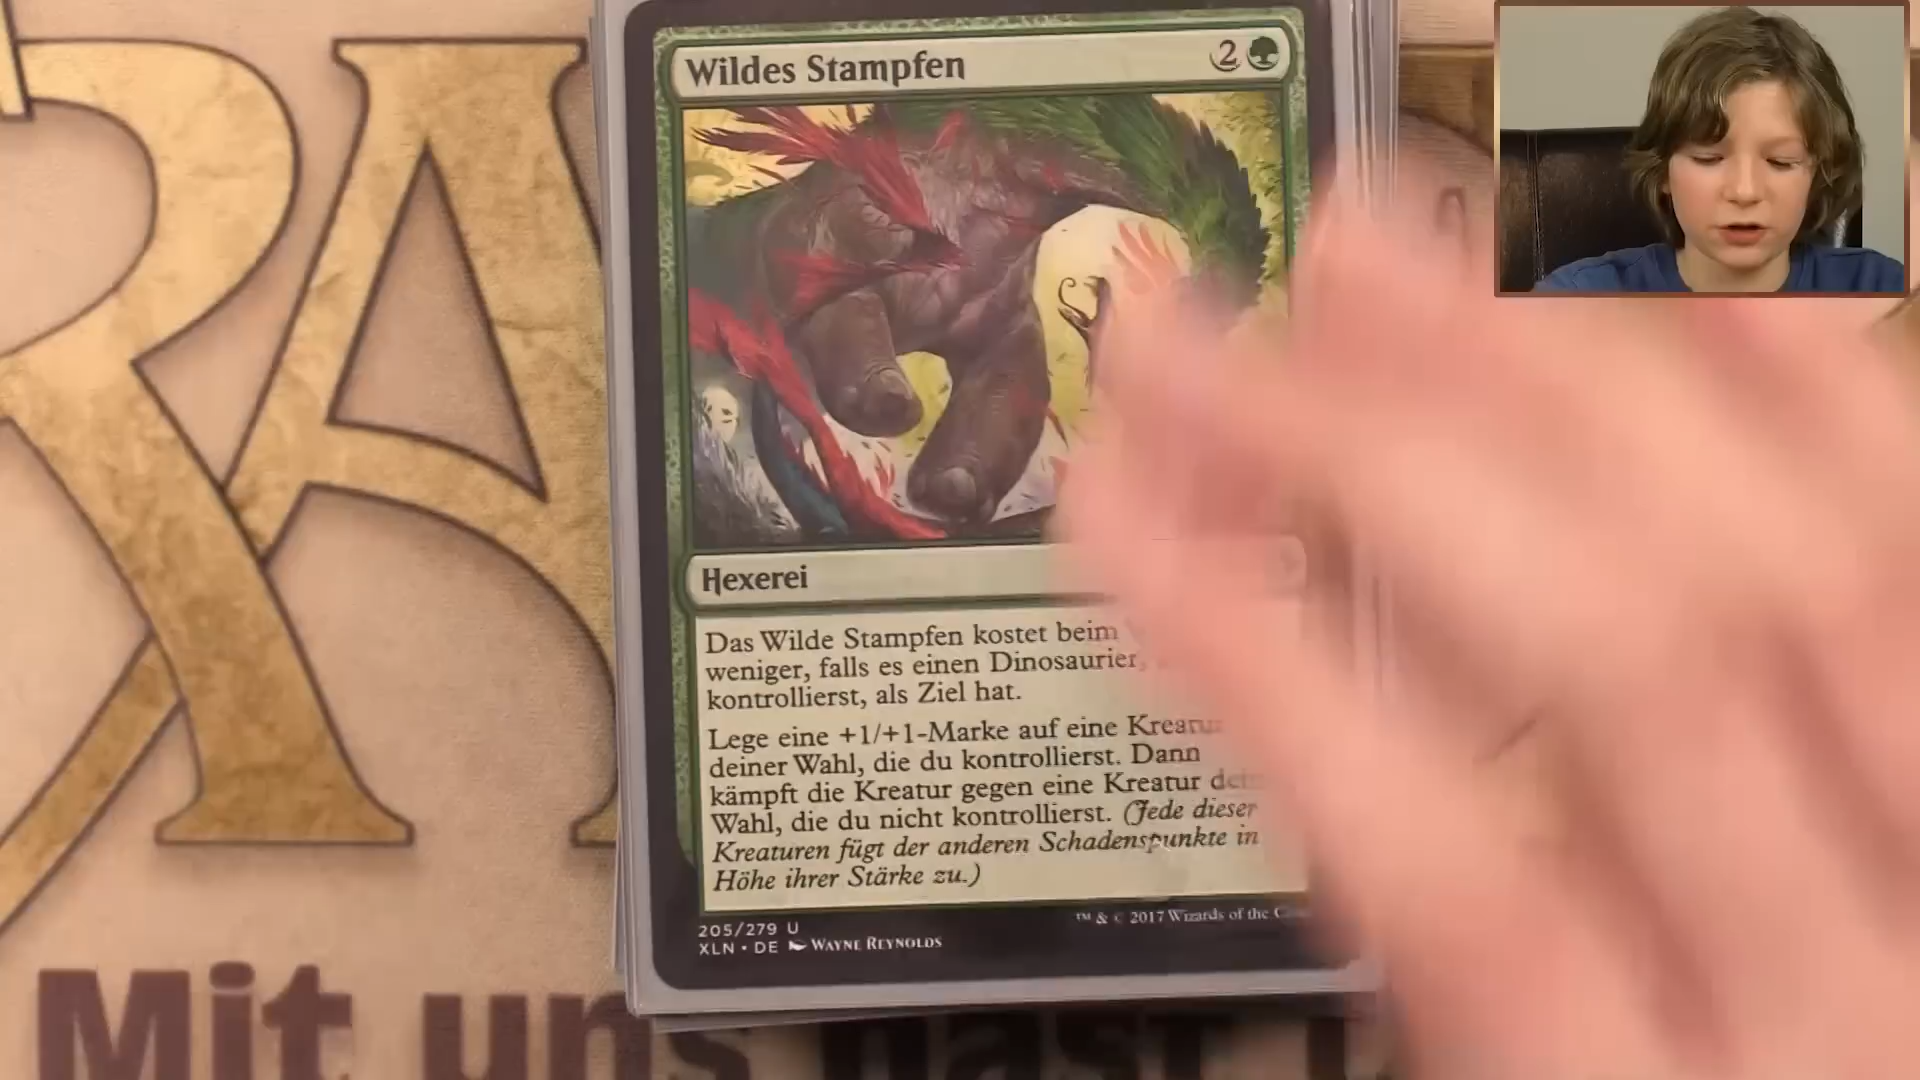 RA
Wildes Stampfen
2
Hexerei
Das Wilde Stampfen kostet beim
weniger, falls es einen Dinosaurier,
kontrollierst, als Ziel hat.
Lege eine +1/+1-Marke auf eine Kreatur
deiner Wahl, die du kontrollierst. Dann
kämpft die Kreatur gegen eine Kreatur
Wahl, die du nicht kontrollierst. (Jede dieser
Kreaturen fügt der anderen Schadenspunkte in
Höhe ihrer Stärke zu.)
205/279 U
™ & © 2017 Wizards of the
XLN • DE WAYNE REYNOLDS
Mit uns hast